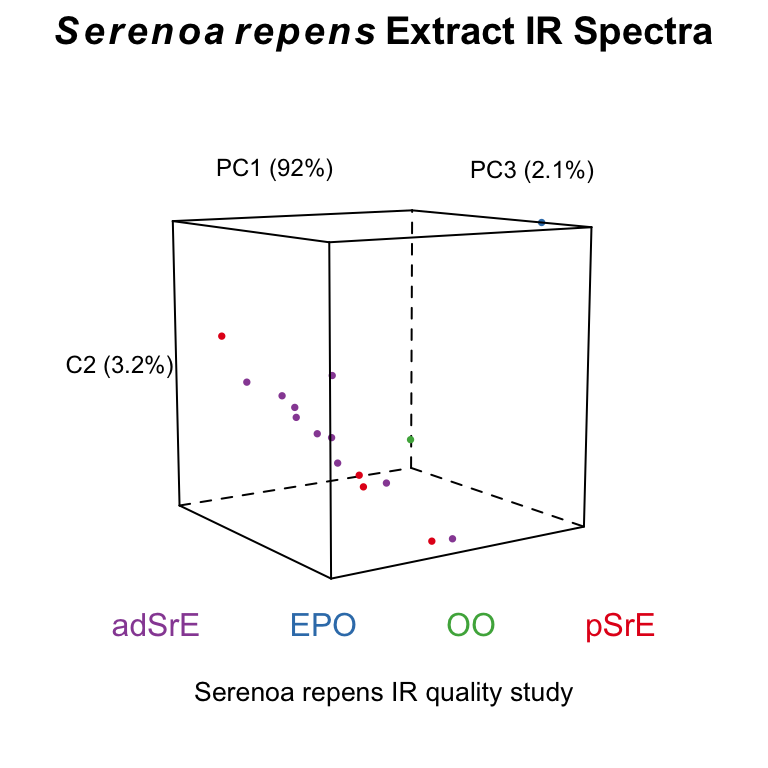 Serenoa repens Extract IR Spectra
PC1 (92%) PC3 (2.1%)
C2 (3.2%)
adSrE EPO OO pSrE
Serenoa repens IR quality study